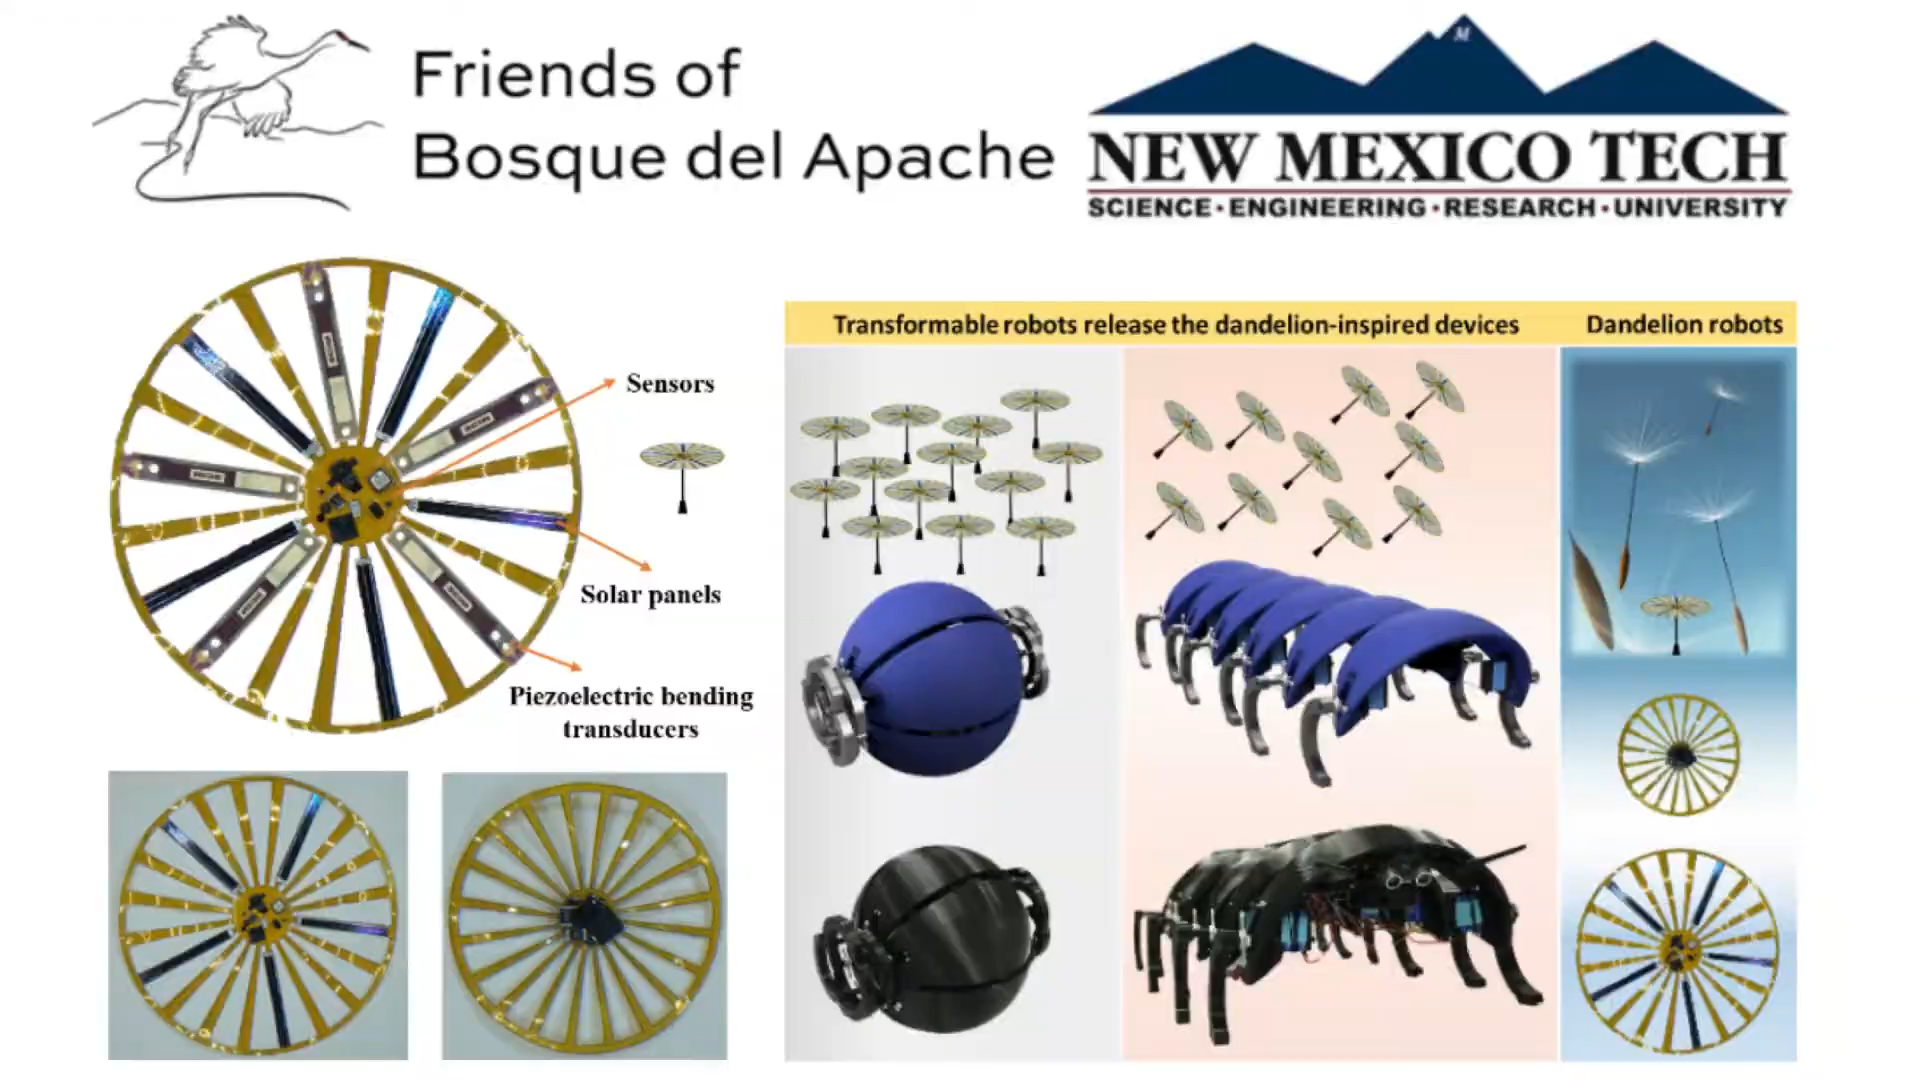 Friends of
Bosque del Apache
M
NEW MEXICO TECH
SCIENCE • ENGINEERING • RESEARCH • UNIVERSITY
Sensors
Solar panels
Piezoelectric bending
transducers
Transformable robots release the dandelion-inspired devices
Dandelion robots